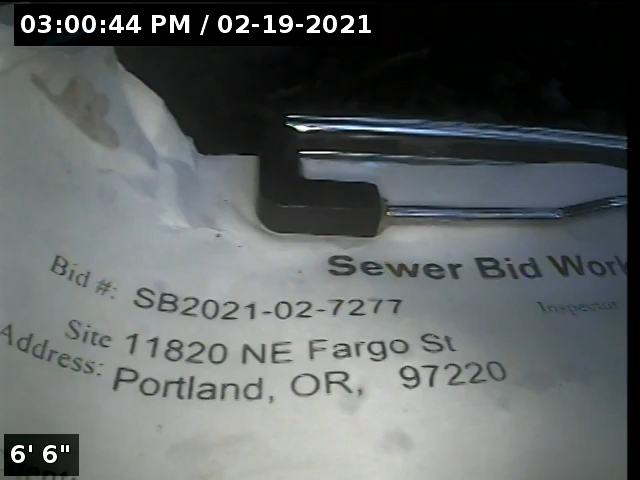 03:00:44 PM / 02-19-2021
Sewer Bid Work
Bid #: SB2021-02-7277
Inspector
Site 11820 NE Fargo St
Address: Portland, OR, 97220
6' 6"